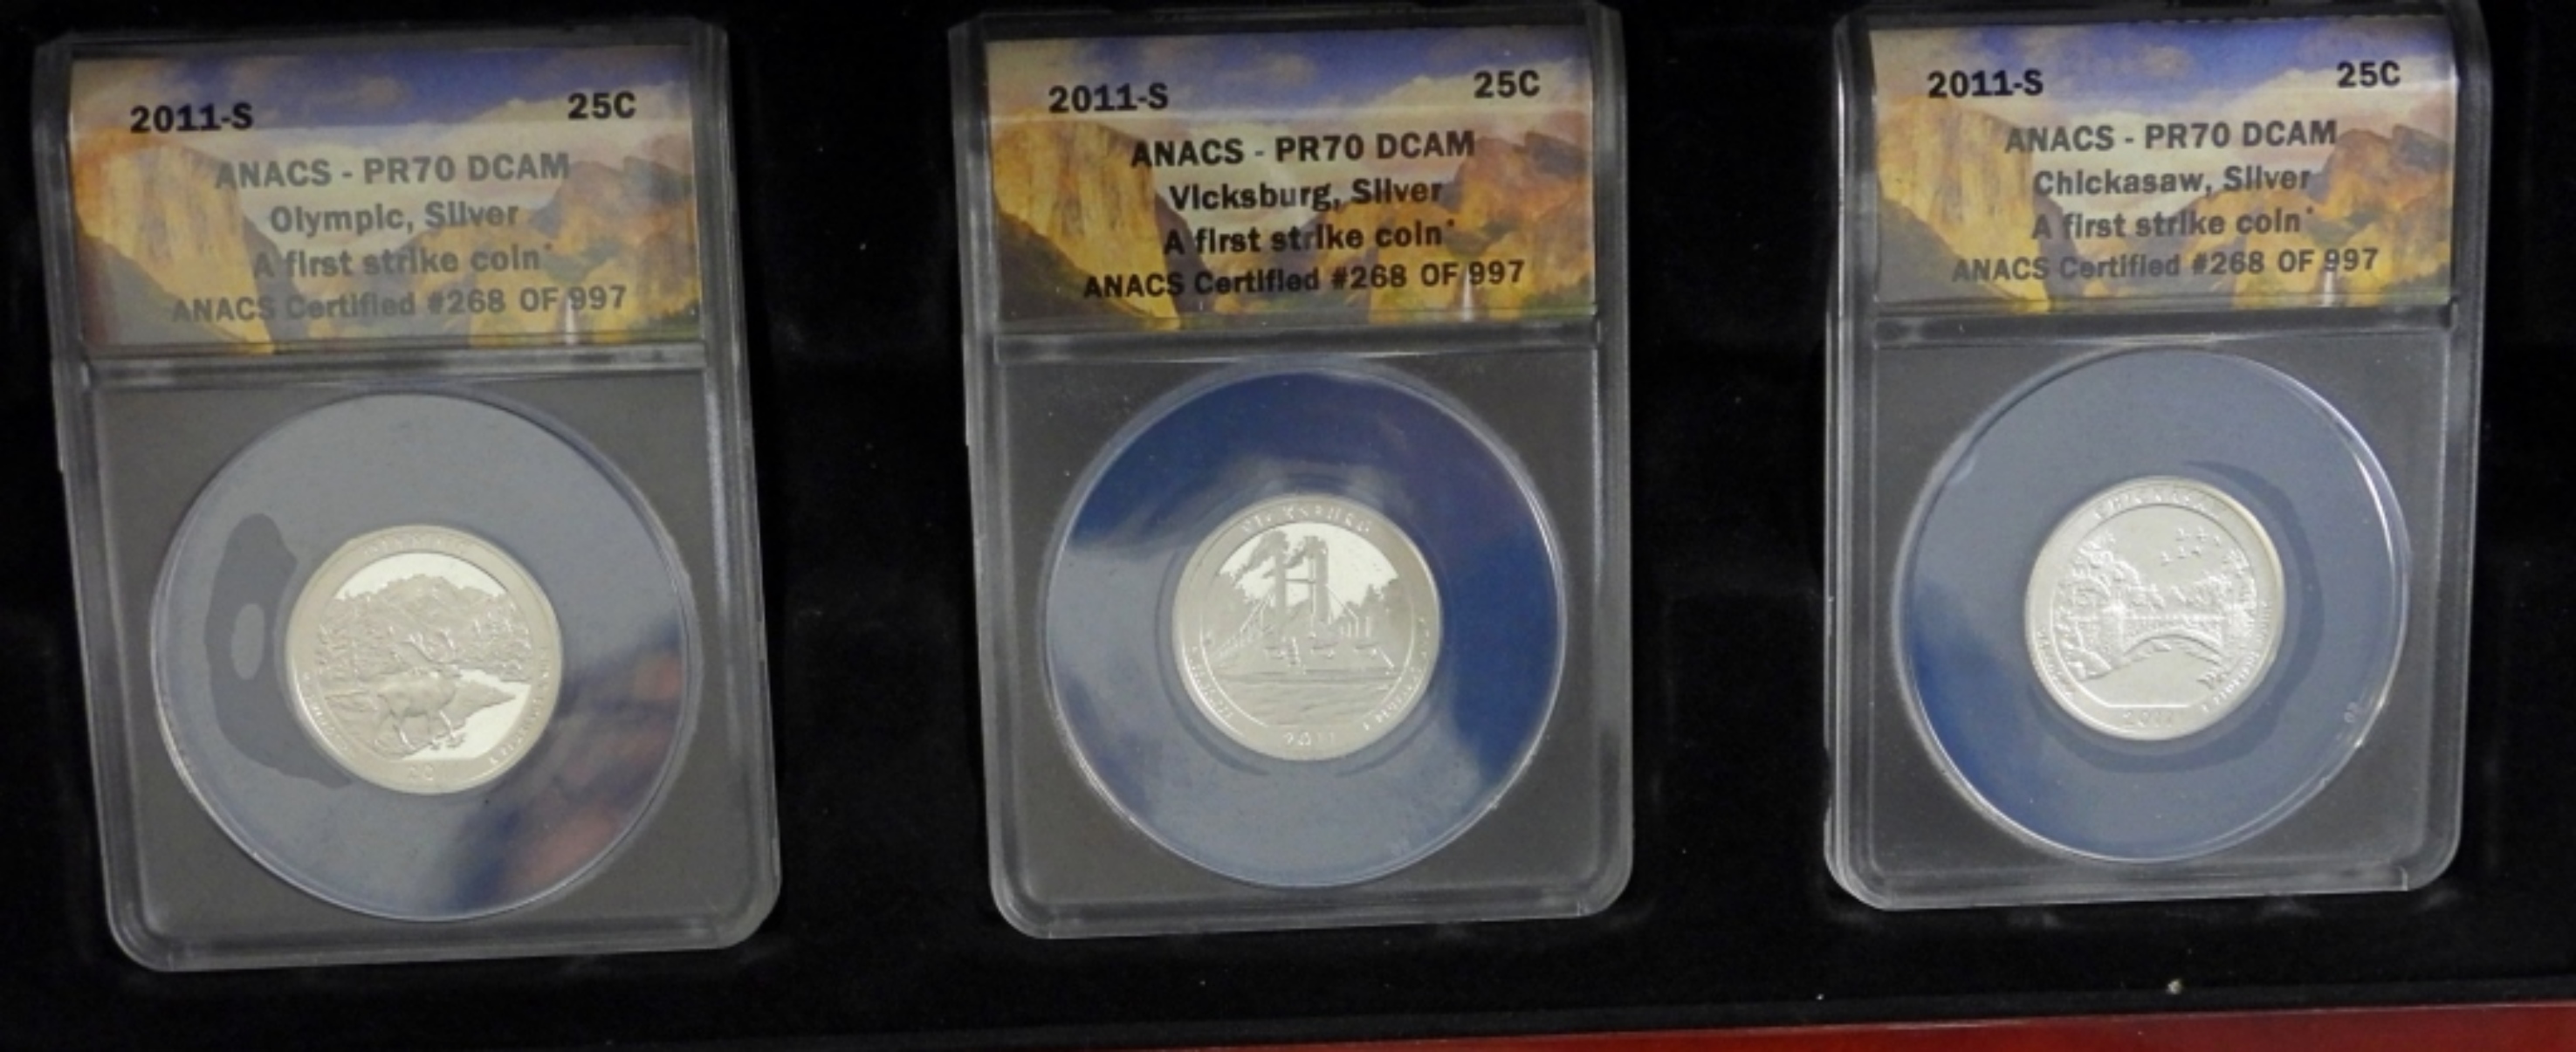 2011-S 25C
ANACS - PR70 DCAM
Olympic, Silver
A first strike coin*
ANACS Certified #268 OF 997
2011-S 25C
ANACS - PR70 DCAM
Vicksburg, Silver
A first strike coin*
ANACS Certified #268 OF 997
VICKSBURG
2011
2011-S 25C
ANACS - PR70 DCAM
Chickasaw, Silver
A first strike coin*
ANACS Certified #268 OF 997
CHICKASAW
2011